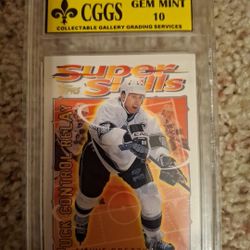 CGGS
GEM MINT
10
COLLECTABLE GALLERY GRADING SERVICES
Super
Skills
PUCK CONTROL RELAY